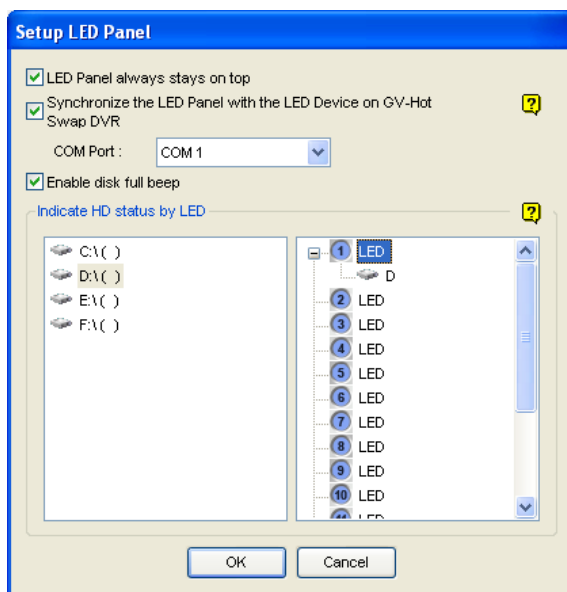 Setup LED Panel
LED Panel always stays on top
Synchronize the LED Panel with the LED Device on GV-Hot
Swap DVR
COM Port :
COM 1
Enable disk full beep
Indicate HD status by LED
C:\( )
D:\( )
E:\( )
F:\( )
1 LED
D
2 LED
3 LED
4 LED
5 LED
6 LED
7 LED
8 LED
9 LED
10 LED
11 LED
OK
Cancel